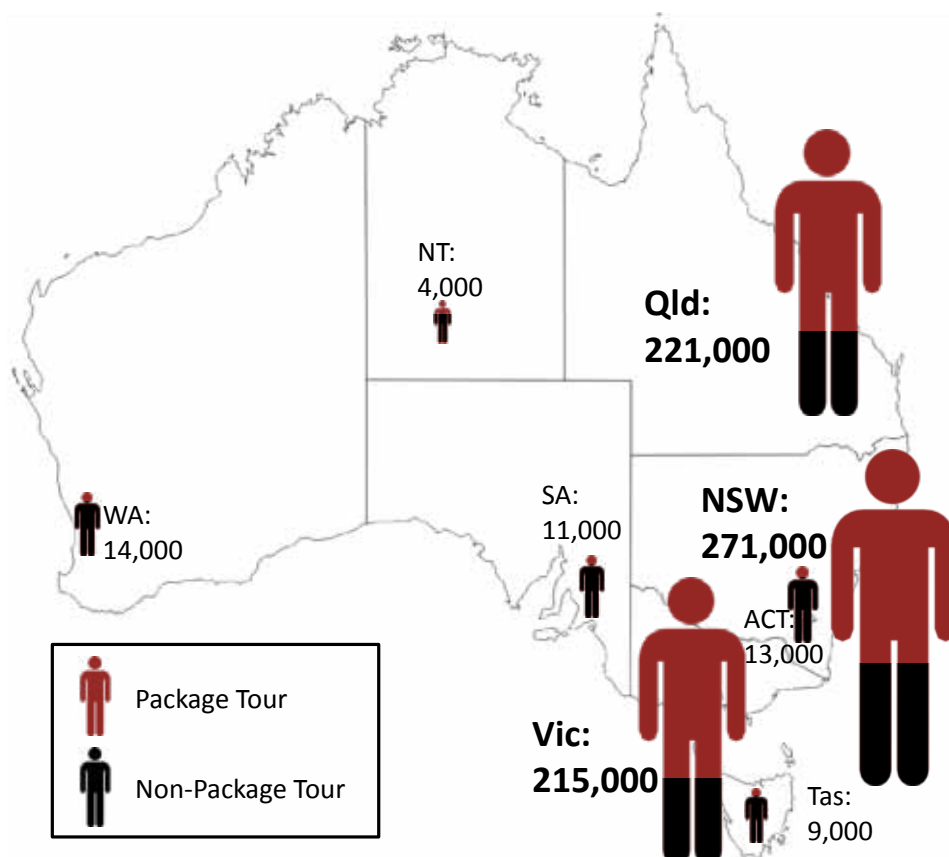 NT:
4,000
Qld:
221,000
WA:
14,000
SA:
11,000
NSW:
271,000
ACT:
13,000
Vic:
215,000
Tas:
9,000
Package Tour
Non-Package Tour